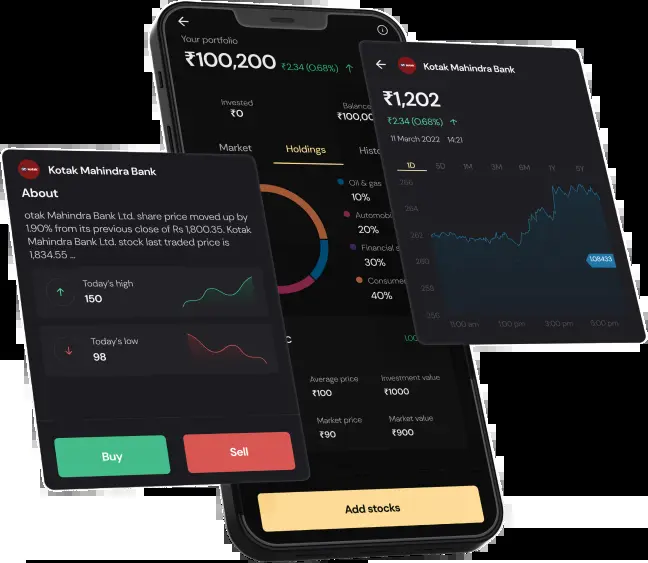 Kotak Mahindra Bank
About
otak Mahindra Bank Ltd. share price moved up by
1.90% from its previous close of Rs 1,800.35. Kotak
Mahindra Bank Ltd. stock last traded price is
1,834.55 ...
Today's high
150
Today's low
98
Buy
Sell
Your portfolio
₹100,200 ₹2.34 (0.68%) ↑
Invested
₹0
Balance
₹100,00
Market Holdings Histo
Oil & gas
10%
Automobi
20%
Financial s
30%
Consume
40%
Average price
₹100
Investment value
₹1000
Market price
₹90
Market value
₹900
Add stocks
Kotak Mahindra Bank
₹1,202
₹2.34 (0.68%) ↑
11 March 2022 14:21
1D 5D 1M 3M 5M 1Y 5Y
266
264
262
260
258
256
1.08433
11:00 am 1:00 pm 3:00 pm 5:00 pm